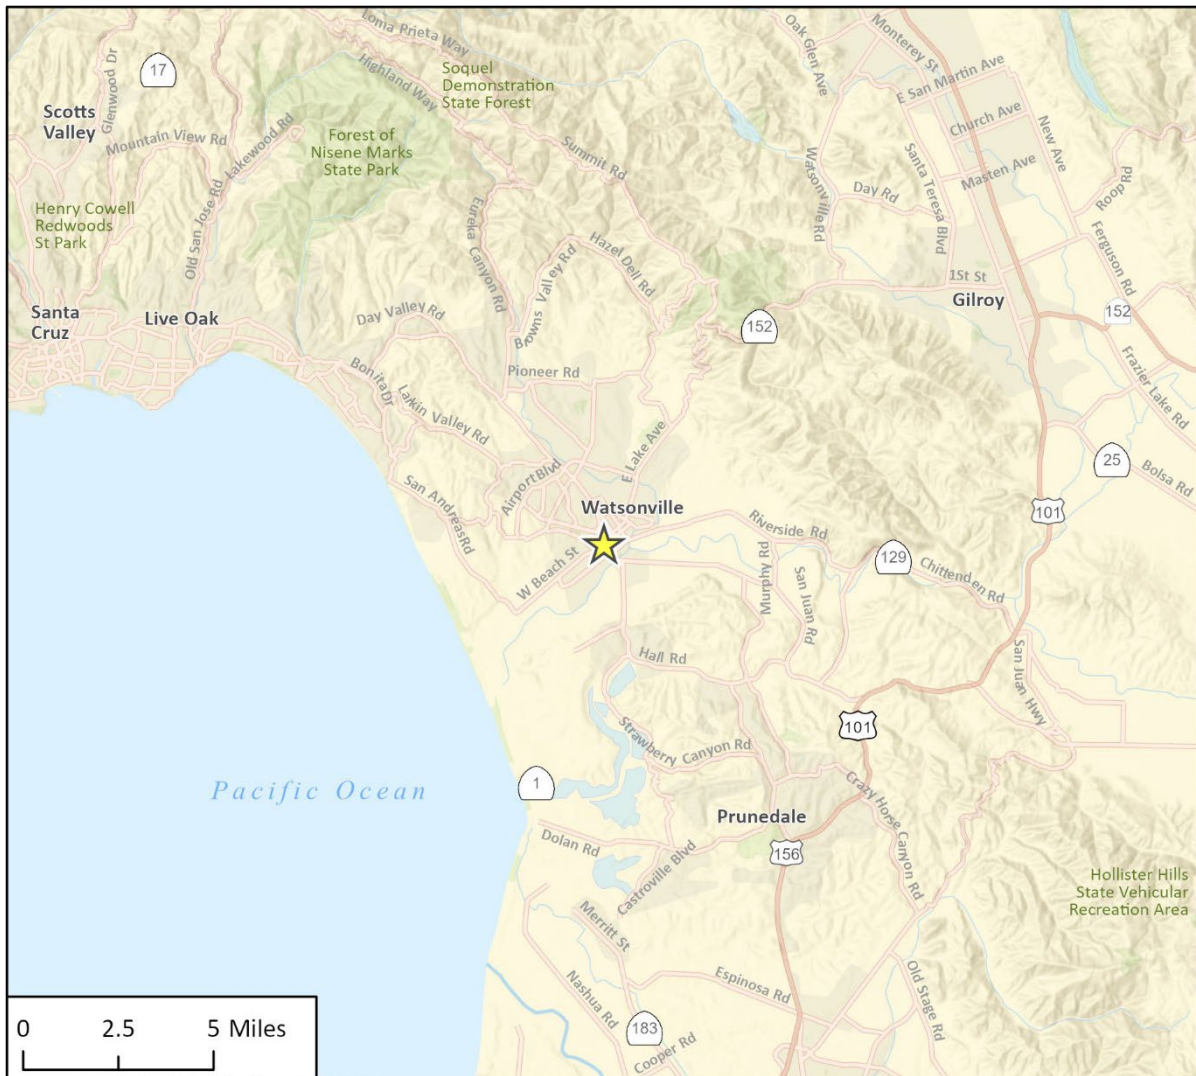 Loma Prieta Way
Oak Glen Ave
Monterey St
17
Glenwood Dr
Highland Way
Soquel
Demonstration
State Forest
E San Martin Ave
Scotts
Valley
Mountain View Rd
Lakewood Rd
Forest of
Nisene Marks
State Park
Summit Rd
Church Ave
New Ave
Masten Ave
Watsonville Rd
Day Rd
Santa Teresa Blvd
Roop Rd
Henry Cowell
Redwoods
St Park
Old San Jose Rd
Eureka Canyon Rd
Hazel Dell Rd
Browns Valley Rd
Ferguson Rd
1St St
Gilroy
Santa
Cruz
Live Oak
Day Valley Rd
152
152
Bonita Dr
Pioneer Rd
Frazier Lake Rd
Larkin Valley Rd
E Lake Ave
25
Bolsa Rd
San Andreas Rd
Airport Blvd
Watsonville
101
Riverside Rd
W Beach St
Murphy Rd
San Juan Rd
129
Chittenden Rd
Hall Rd
San Juan Hwy
Strawberry Canyon Rd
101
Pacific Ocean
1
Crazy Horse Canyon Rd
Prunedale
Dolan Rd
156
Castroville Blvd
Hollister Hills
State Vehicular
Recreation Area
Merritt St
Nashua Rd
Espinosa Rd
Old Stage Rd
183
Cooper Rd
0 2.5 5 Miles